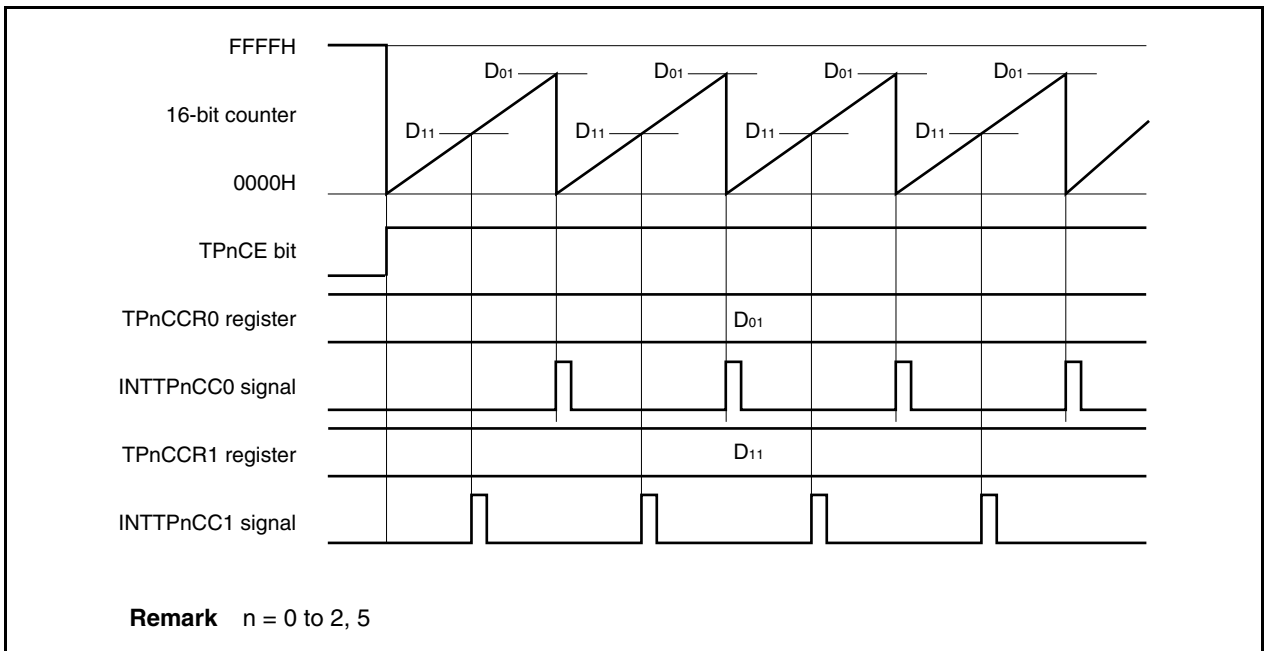 FFFFH
D01 D01 D01 D01
16-bit counter
D11 D11 D11 D11
0000H
TPnCE bit
TPnCCR0 register
D01
INTTPnCC0 signal
TPnCCR1 register
D11
INTTPnCC1 signal
Remark n = 0 to 2, 5